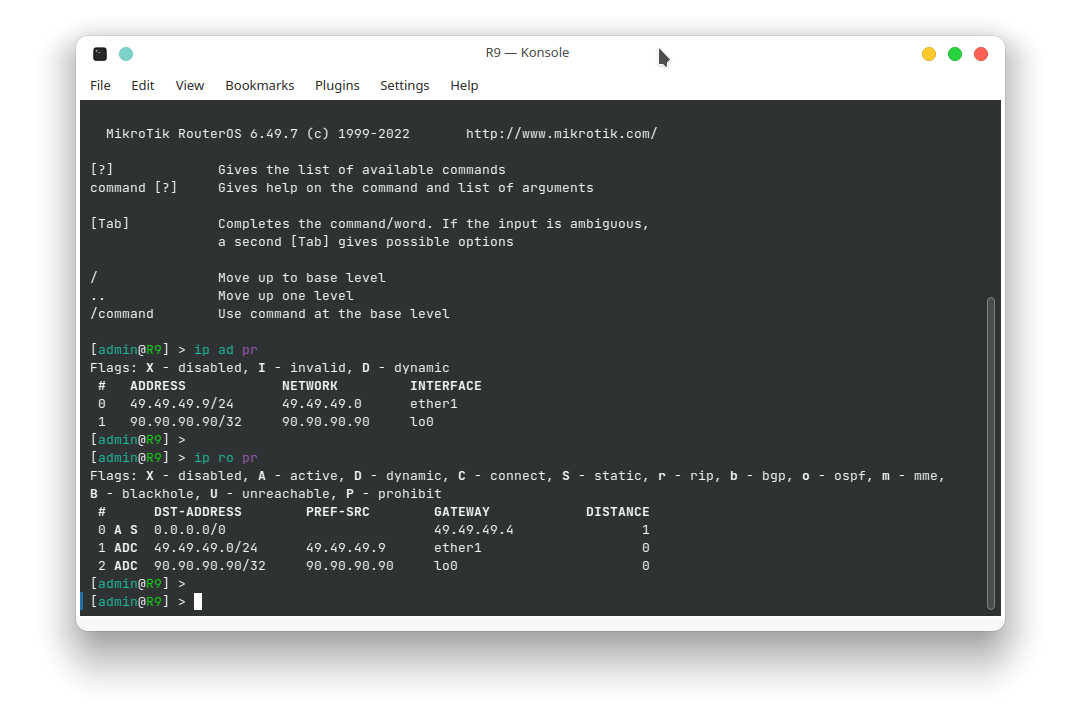 R9 — Konsole
File Edit View Bookmarks Plugins Settings Help
MikroTik RouterOS 6.49.7 (c) 1999-2022       http://www.mikrotik.com/
[?]             Gives the list of available commands
command [?]     Gives help on the command and list of arguments
[Tab]           Completes the command/word. If the input is ambiguous,
                a second [Tab] gives possible options
/               Move up to base level
..              Move up one level
/command        Use command at the base level
[admin@R9] > ip ad pr
Flags: X - disabled, I - invalid, D - dynamic
 #   ADDRESS            NETWORK         INTERFACE
 0   49.49.49.9/24      49.49.49.0      ether1
 1   90.90.90.90/32     90.90.90.90     lo0
[admin@R9] >
[admin@R9] > ip ro pr
Flags: X - disabled, A - active, D - dynamic, C - connect, S - static, r - rip, b - bgp, o - ospf, m - mme,
B - blackhole, U - unreachable, P - prohibit
 #      DST-ADDRESS        PREF-SRC        GATEWAY            DISTANCE
 0 A S  0.0.0.0/0                          49.49.49.4                1
 1 ADC  49.49.49.0/24      49.49.49.9      ether1                    0
 2 ADC  90.90.90.90/32     90.90.90.90     lo0                       0
[admin@R9] >
[admin@R9] >